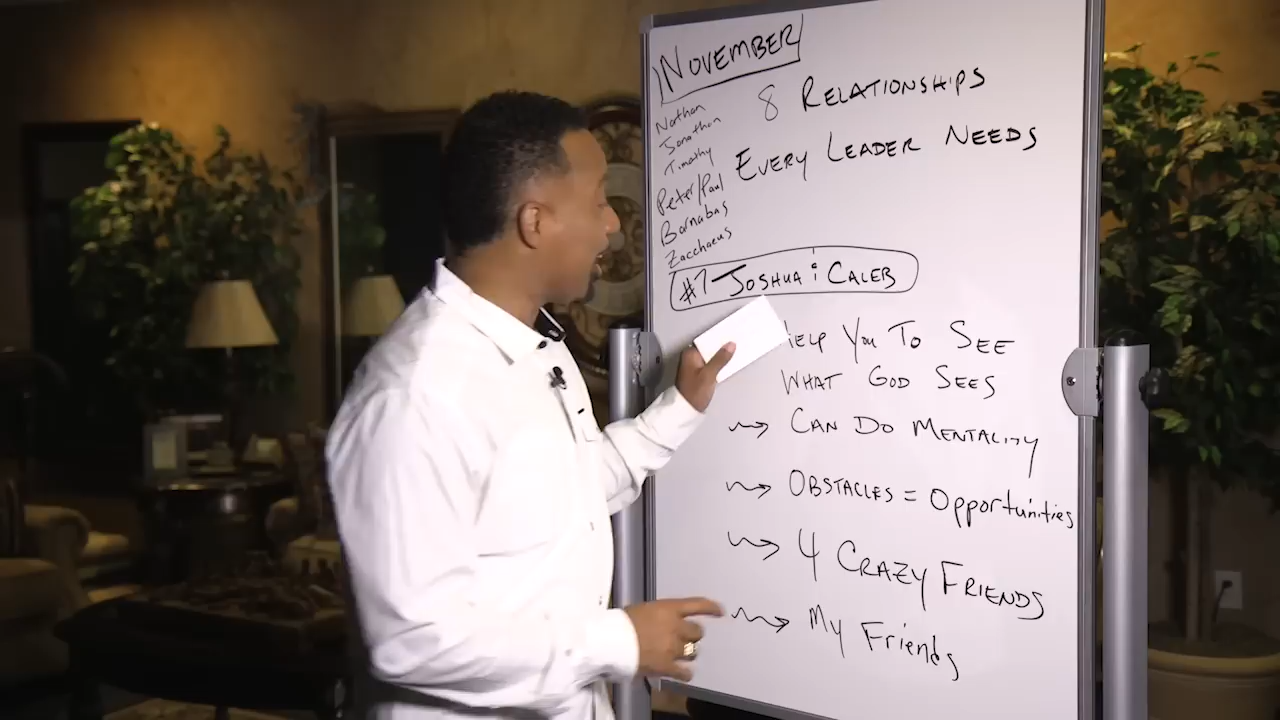 NOVEMBER
8 RELATIONSHIPS
EVERY LEADER NEEDS
Nathan
Jonathan
Timothy
Peter/Paul
Barnabas
Zacchaeus
#7 JOSHUA & CALEB
HELP YOU TO SEE
WHAT GOD SEES
CAN DO MENTALITY
OBSTACLES = Opportunities
4 CRAZY FRIENDS
My Friends